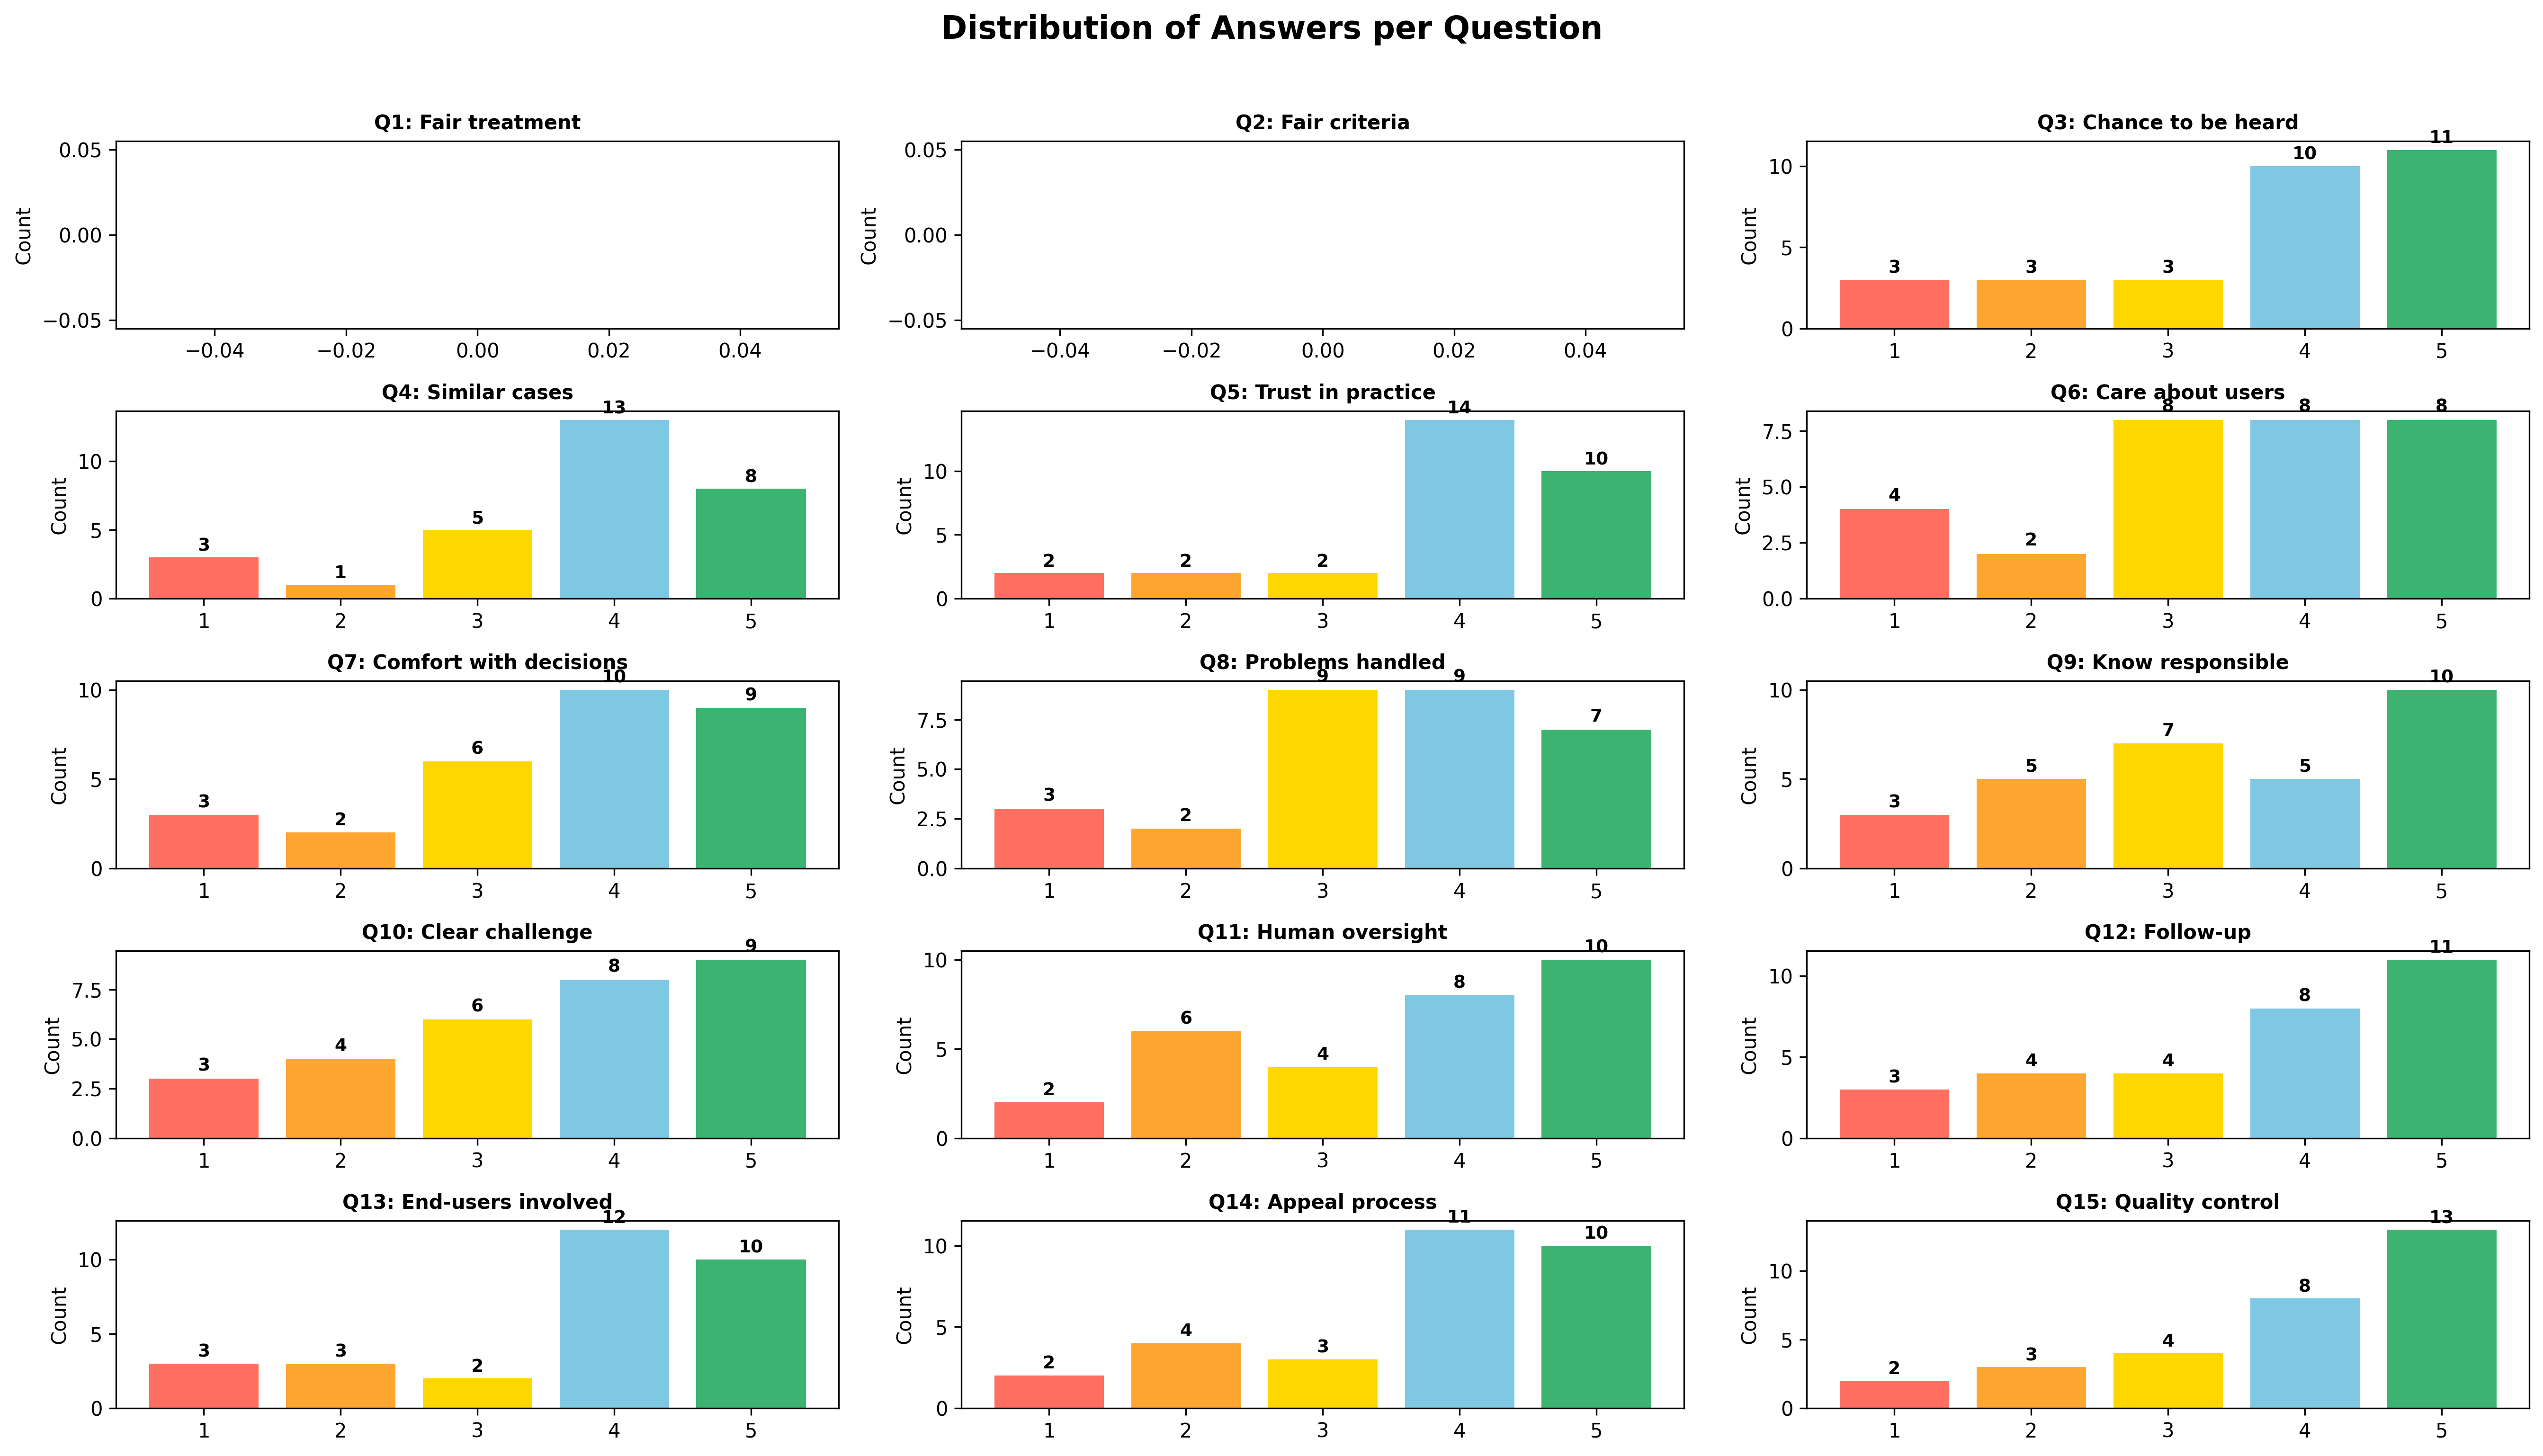 Distribution of Answers per Question
Q1: Fair treatment
Count
0.05
0.00
−0.05
−0.04 −0.02 0.00 0.02 0.04
Q2: Fair criteria
Count
0.05
0.00
−0.05
−0.04 −0.02 0.00 0.02 0.04
Q3: Chance to be heard
Count
10
5
0
3 3 3 10 11
1 2 3 4 5
Q4: Similar cases
Count
10
5
0
3 1 5 13 8
1 2 3 4 5
Q5: Trust in practice
Count
10
5
0
2 2 2 14 10
1 2 3 4 5
Q6: Care about users
Count
7.5
5.0
2.5
0.0
4 2 8 8 8
1 2 3 4 5
Q7: Comfort with decisions
Count
10
5
0
3 2 6 10 9
1 2 3 4 5
Q8: Problems handled
Count
7.5
5.0
2.5
0.0
3 2 9 9 7
1 2 3 4 5
Q9: Know responsible
Count
10
5
0
3 5 7 5 10
1 2 3 4 5
Q10: Clear challenge
Count
7.5
5.0
2.5
0.0
3 4 6 8 9
1 2 3 4 5
Q11: Human oversight
Count
10
5
0
2 6 4 8 10
1 2 3 4 5
Q12: Follow-up
Count
10
5
0
3 4 4 8 11
1 2 3 4 5
Q13: End-users involved
Count
10
5
0
3 3 2 12 10
1 2 3 4 5
Q14: Appeal process
Count
10
5
0
2 4 3 11 10
1 2 3 4 5
Q15: Quality control
Count
10
5
0
2 3 4 8 13
1 2 3 4 5